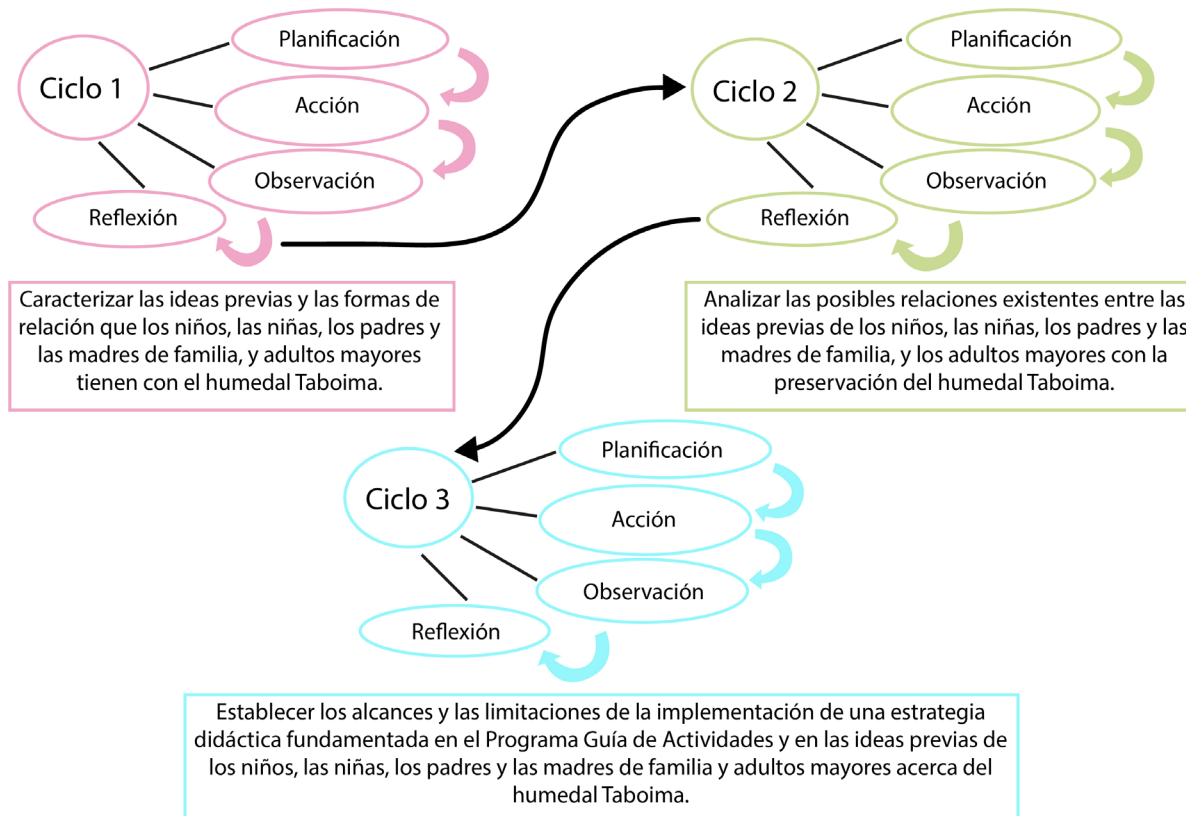 Ciclo 1
Planificación
Acción
Observación
Reflexión
Caracterizar las ideas previas y las formas de
relación que los niños, las niñas, los padres y
las madres de familia, y adultos mayores
tienen con el humedal Taboima.
Ciclo 2
Planificación
Acción
Observación
Reflexión
Analizar las posibles relaciones existentes entre las
ideas previas de los niños, las niñas, los padres y las
madres de familia, y los adultos mayores con la
preservación del humedal Taboima.
Ciclo 3
Planificación
Acción
Observación
Reflexión
Establecer los alcances y las limitaciones de la implementación de una estrategia
didáctica fundamentada en el Programa Guía de Actividades y en las ideas previas de
los niños, las niñas, los padres y las madres de familia y adultos mayores acerca del
humedal Taboima.